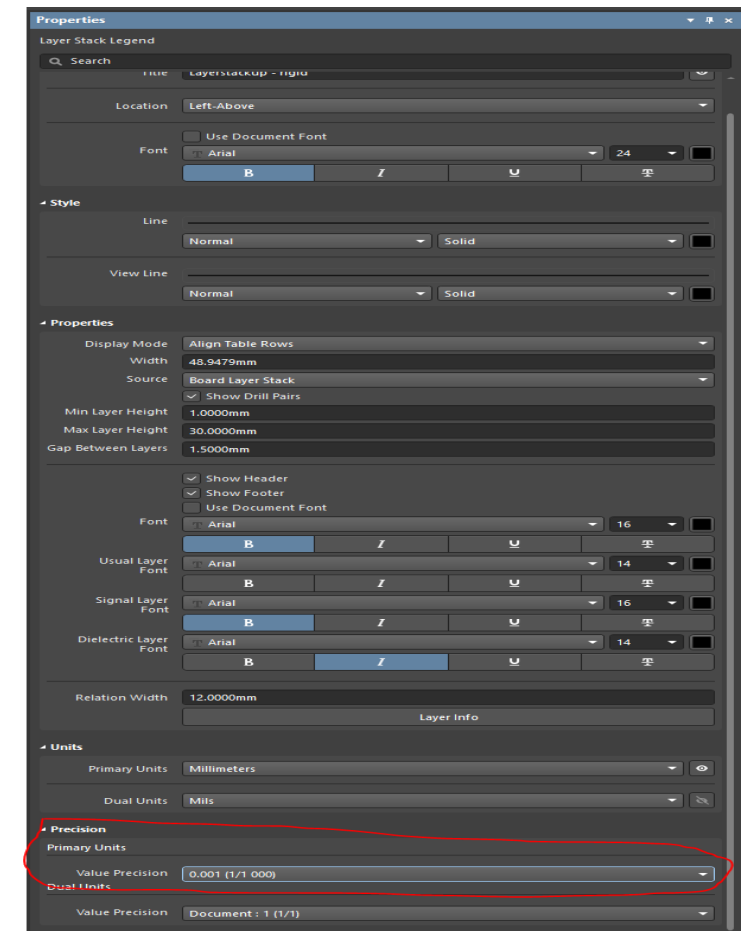 Properties
Layer Stack Legend
Search
Title Layerstackup - rigid
Location Left-Above
Use Document Font
Font Arial 24
B I U T
Style
Line
Normal Solid
View Line
Normal Solid
Properties
Display Mode Align Table Rows
Width 48.9479mm
Source Board Layer Stack
Show Drill Pairs
Min Layer Height 1.0000mm
Max Layer Height 30.0000mm
Gap Between Layers 1.5000mm
Show Header
Show Footer
Use Document Font
Font Arial 16
B I U T
Usual Layer Font Arial 14
B I U T
Signal Layer Font Arial 16
B I U T
Dielectric Layer Font Arial 14
B I U T
Relation Width 12.0000mm
Layer Info
Units
Primary Units Millimeters
Dual Units Mils
Precision
Primary Units
Value Precision 0.001 (1/1 000)
Dual Units
Value Precision Document : 1 (1/1)